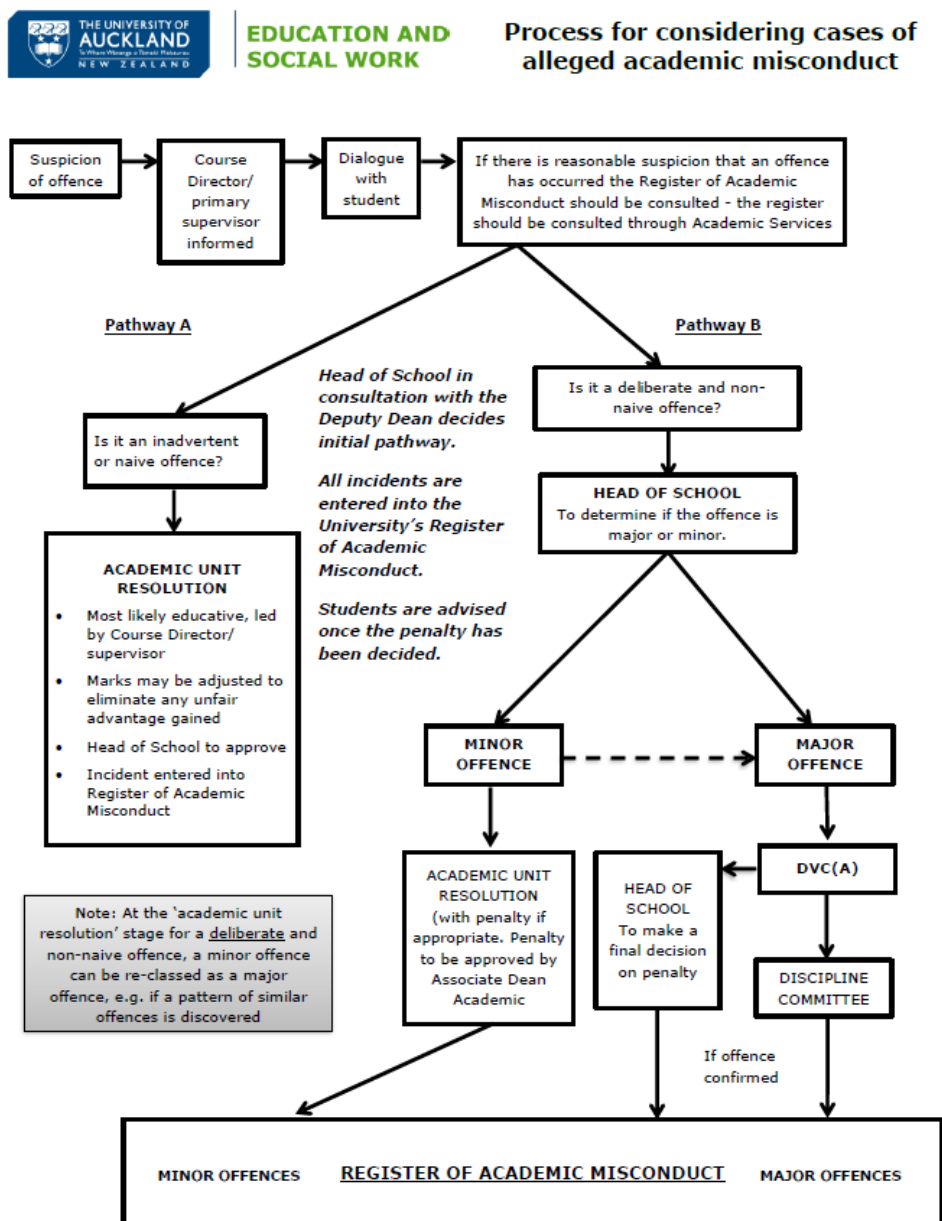 THE UNIVERSITY OF
AUCKLAND
Te Whare Wānanga o Tāmaki Makaurau
NEW ZEALAND
EDUCATION AND
SOCIAL WORK
Process for considering cases of
alleged academic misconduct
Suspicion
of offence
Course
Director/
primary
supervisor
informed
Dialogue
with
student
If there is reasonable suspicion that an offence
has occurred the Register of Academic
Misconduct should be consulted - the register
should be consulted through Academic Services
Pathway A
Pathway B
Head of School in
consultation with the
Deputy Dean decides
initial pathway.
All incidents are
entered into the
University's Register
of Academic
Misconduct.
Students are advised
once the penalty has
been decided.
Is it an inadvertent
or naive offence?
ACADEMIC UNIT
RESOLUTION
• Most likely educative, led
by Course Director/
supervisor
• Marks may be adjusted to
eliminate any unfair
advantage gained
• Head of School to approve
• Incident entered into
Register of Academic
Misconduct
Is it a deliberate and non-
naive offence?
HEAD OF SCHOOL
To determine if the offence is
major or minor.
MINOR
OFFENCE
MAJOR
OFFENCE
ACADEMIC UNIT
RESOLUTION
(with penalty if
appropriate. Penalty
to be approved by
Associate Dean
Academic
HEAD OF
SCHOOL
To make a
final decision
on penalty
DVC(A)
DISCIPLINE
COMMITTEE
Note: At the 'academic unit
resolution' stage for a deliberate and
non-naive offence, a minor offence
can be re-classed as a major
offence, e.g. if a pattern of similar
offences is discovered
If offence
confirmed
MINOR OFFENCES
REGISTER OF ACADEMIC MISCONDUCT
MAJOR OFFENCES